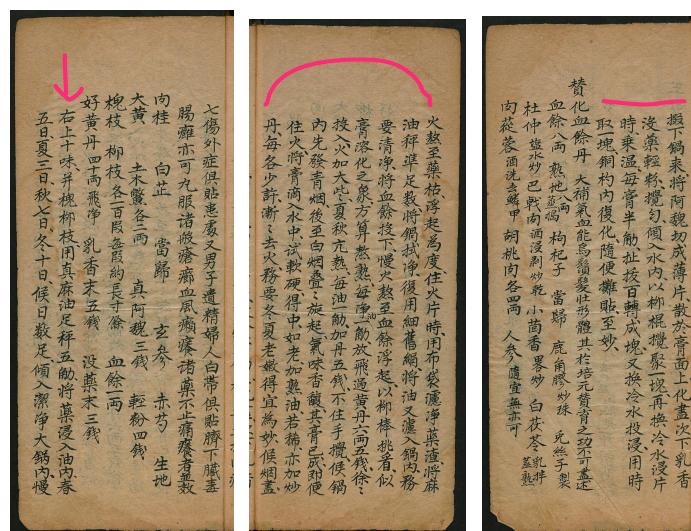 七傷外症俱貼患處又男子遺精婦人白帶俱貼臍下臟毒
腸癰亦可丸服諸般瘡癤血風癩癢諸藥不止痛癢者並效
肉桂 白芷 當歸 玄參 赤芍 生地
大黃 土木鱉各二兩 真阿魏三錢 輕粉四錢
槐枝 柳枝各一百段每段約長寸餘 血餘一兩
好黃丹四十兩飛淨 乳香末五錢 沒藥末三錢
右上十味并槐柳枝用真麻油足秤五觔將藥浸入油內春
五日夏三日秋七日冬十日候日數足傾入潔淨大鍋內慢
火熬至藥枯浮起為度住火片時用布袋濾淨藥渣將麻
油秤準足數將鍋拭淨復用細舊絹將油又濾入鍋內務
要清淨將血餘投下慢火熬至血餘浮起以柳棒挑看似
膏溶化之象方算熬熟每淨油一觔放飛過黃丹六兩五錢徐々
投入火加大些夏秋亢熱每油一觔加丹五錢不住手攪候鍋
內先發青煙後至白煙疊々旋起氣味香馥其膏已成即便
住火將膏滴水中試軟硬得中如老加熟油若稀亦加炒
丹每各少許漸々去火務要冬夏老嫩得宜為妙候煙盡
掇下鍋來將阿魏切成薄片散於膏面上化盡次下乳香
沒藥輕粉攪勻傾入水內以柳棍攪聚一塊再換冷水浸片
時乘溫每膏半觔扯拔百轉成塊又換冷水投浸用時
取一塊銅杓內復化隨便攤貼至妙
贊化血餘丹 大補氣血能烏鬚髮壯形體其於培元贊育之功不可盡述
血餘八兩 熟地八兩蒸搗 枸杞子 當歸 鹿角膠炒珠 兔絲子製
杜仲鹽水炒 巴戟肉酒浸剝炒乾 小茴香畧炒 白茯苓乳拌蒸熟
肉蓯蓉酒洗去鱗甲 胡桃肉各四兩 人參隨宜無亦可